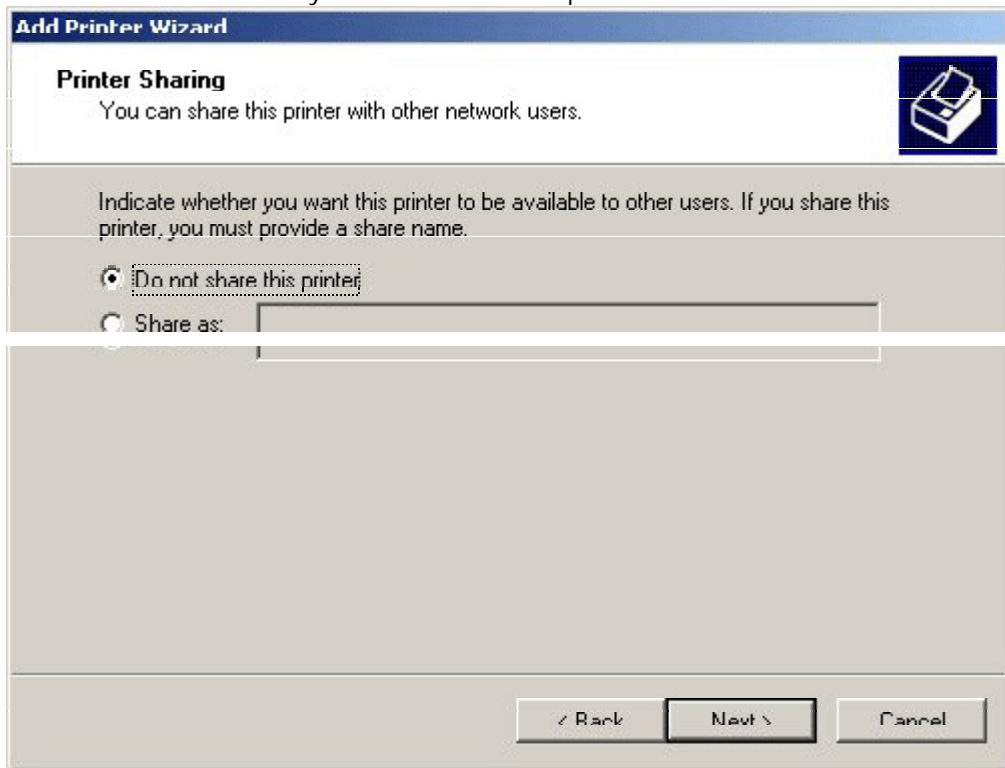 Add Printer Wizard
Printer Sharing
You can share this printer with other network users.
Indicate whether you want this printer to be available to other users. If you share this
printer, you must provide a share name.
Do not share this printer
Share as:
< Back
Next >
Cancel